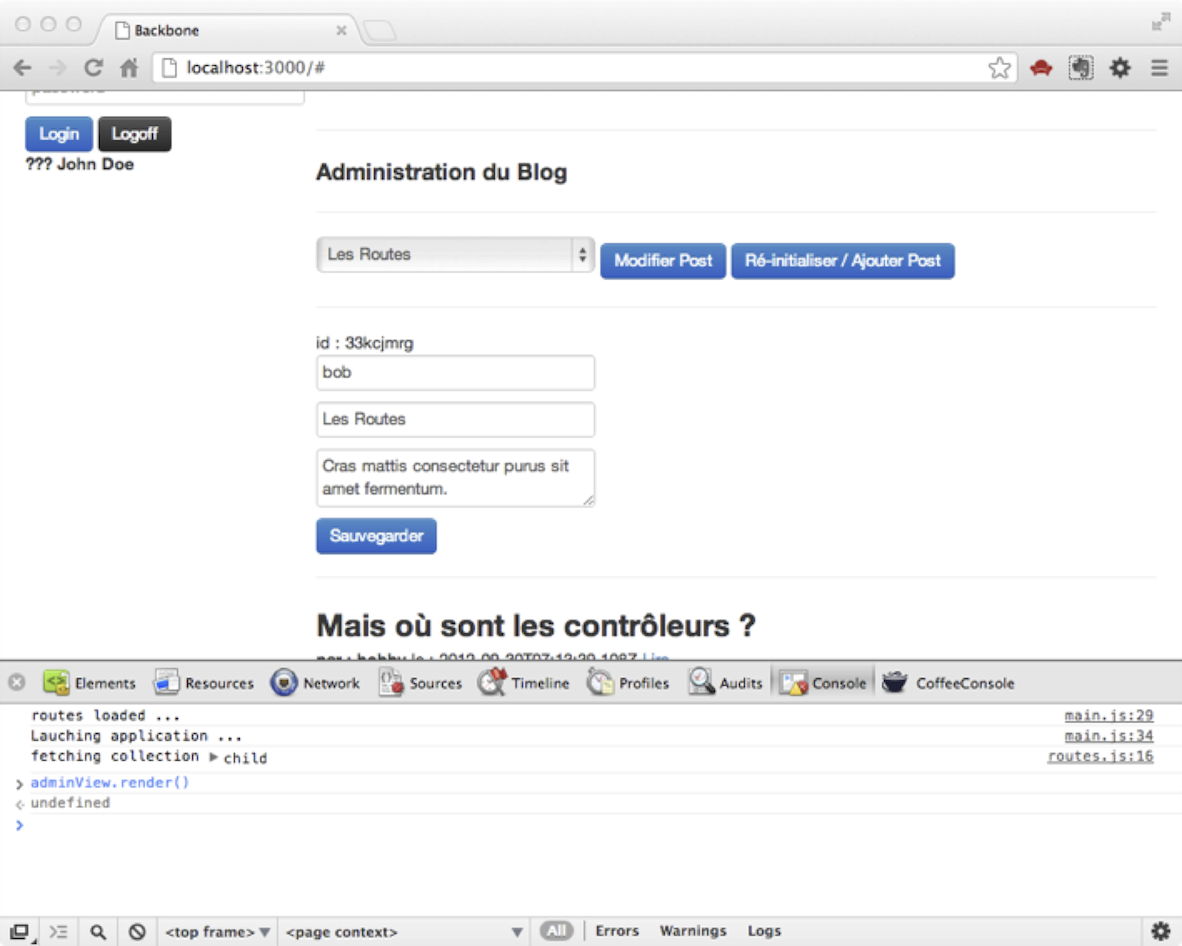 Backbone
localhost:3000/#
Login Logoff
??? John Doe
Administration du Blog
Les Routes Modifier Post Ré-initialiser / Ajouter Post
id : 33kcjmrg
bob
Les Routes
Cras mattis consectetur purus sit
amet fermentum.
Sauvegarder
Mais où sont les contrôleurs ?
Elements Resources Network Sources Timeline Profiles Audits Console CoffeeConsole
routes loaded ... main.js:29
Lauching application ... main.js:34
fetching collection child routes.js:16
adminView.render()
undefined
<top frame> <page context> All Errors Warnings Logs